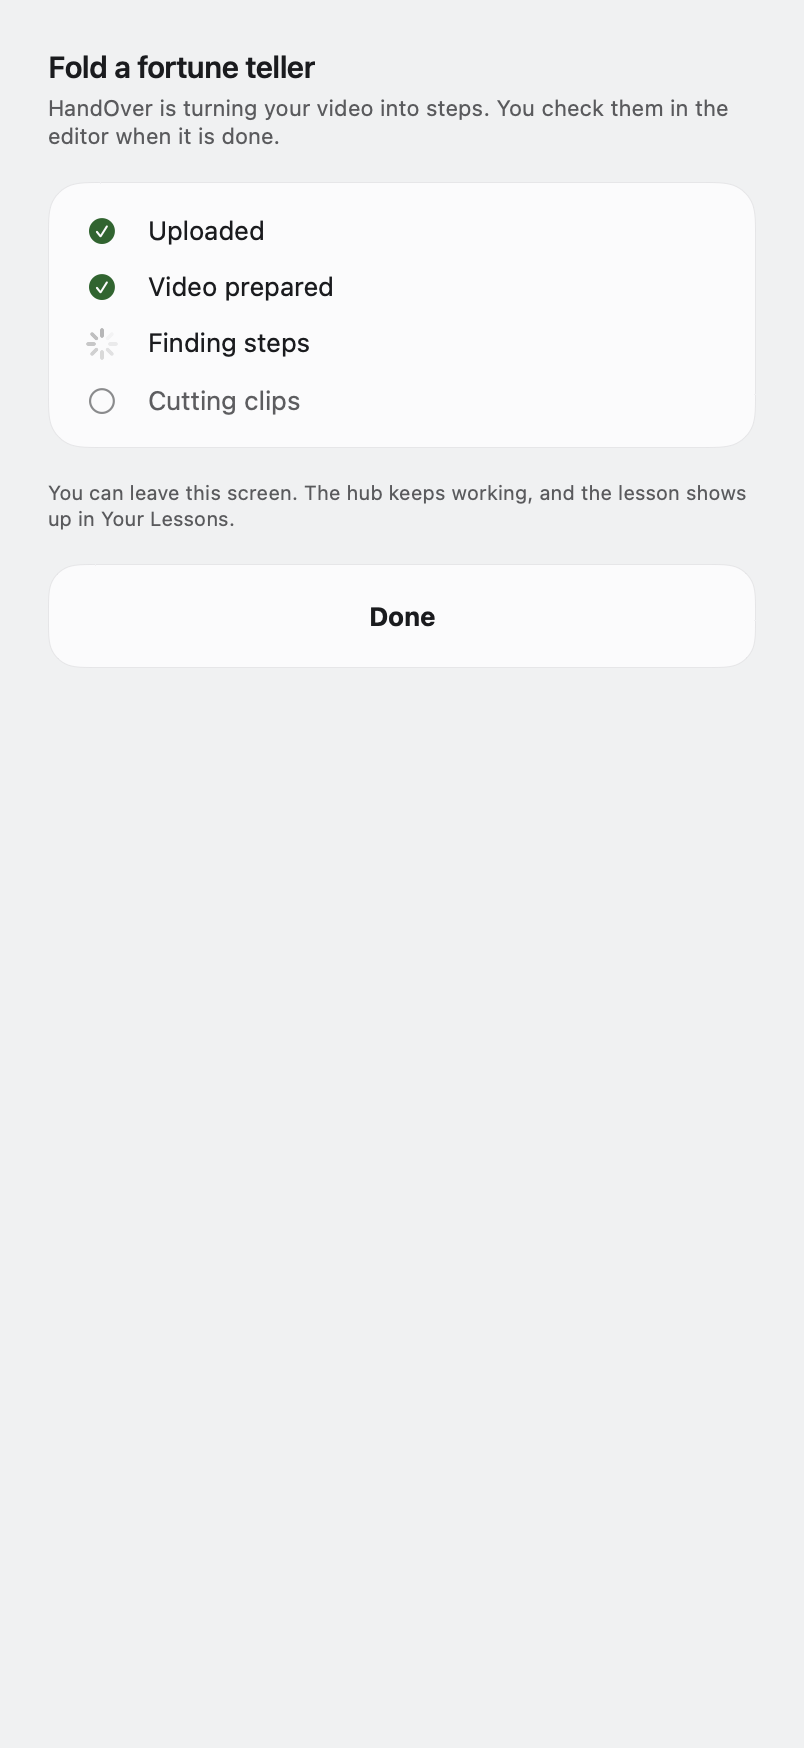 Fold a fortune teller
HandOver is turning your video into steps. You check them in the
editor when it is done.
Uploaded
Video prepared
Finding steps
Cutting clips
You can leave this screen. The hub keeps working, and the lesson shows
up in Your Lessons.
Done